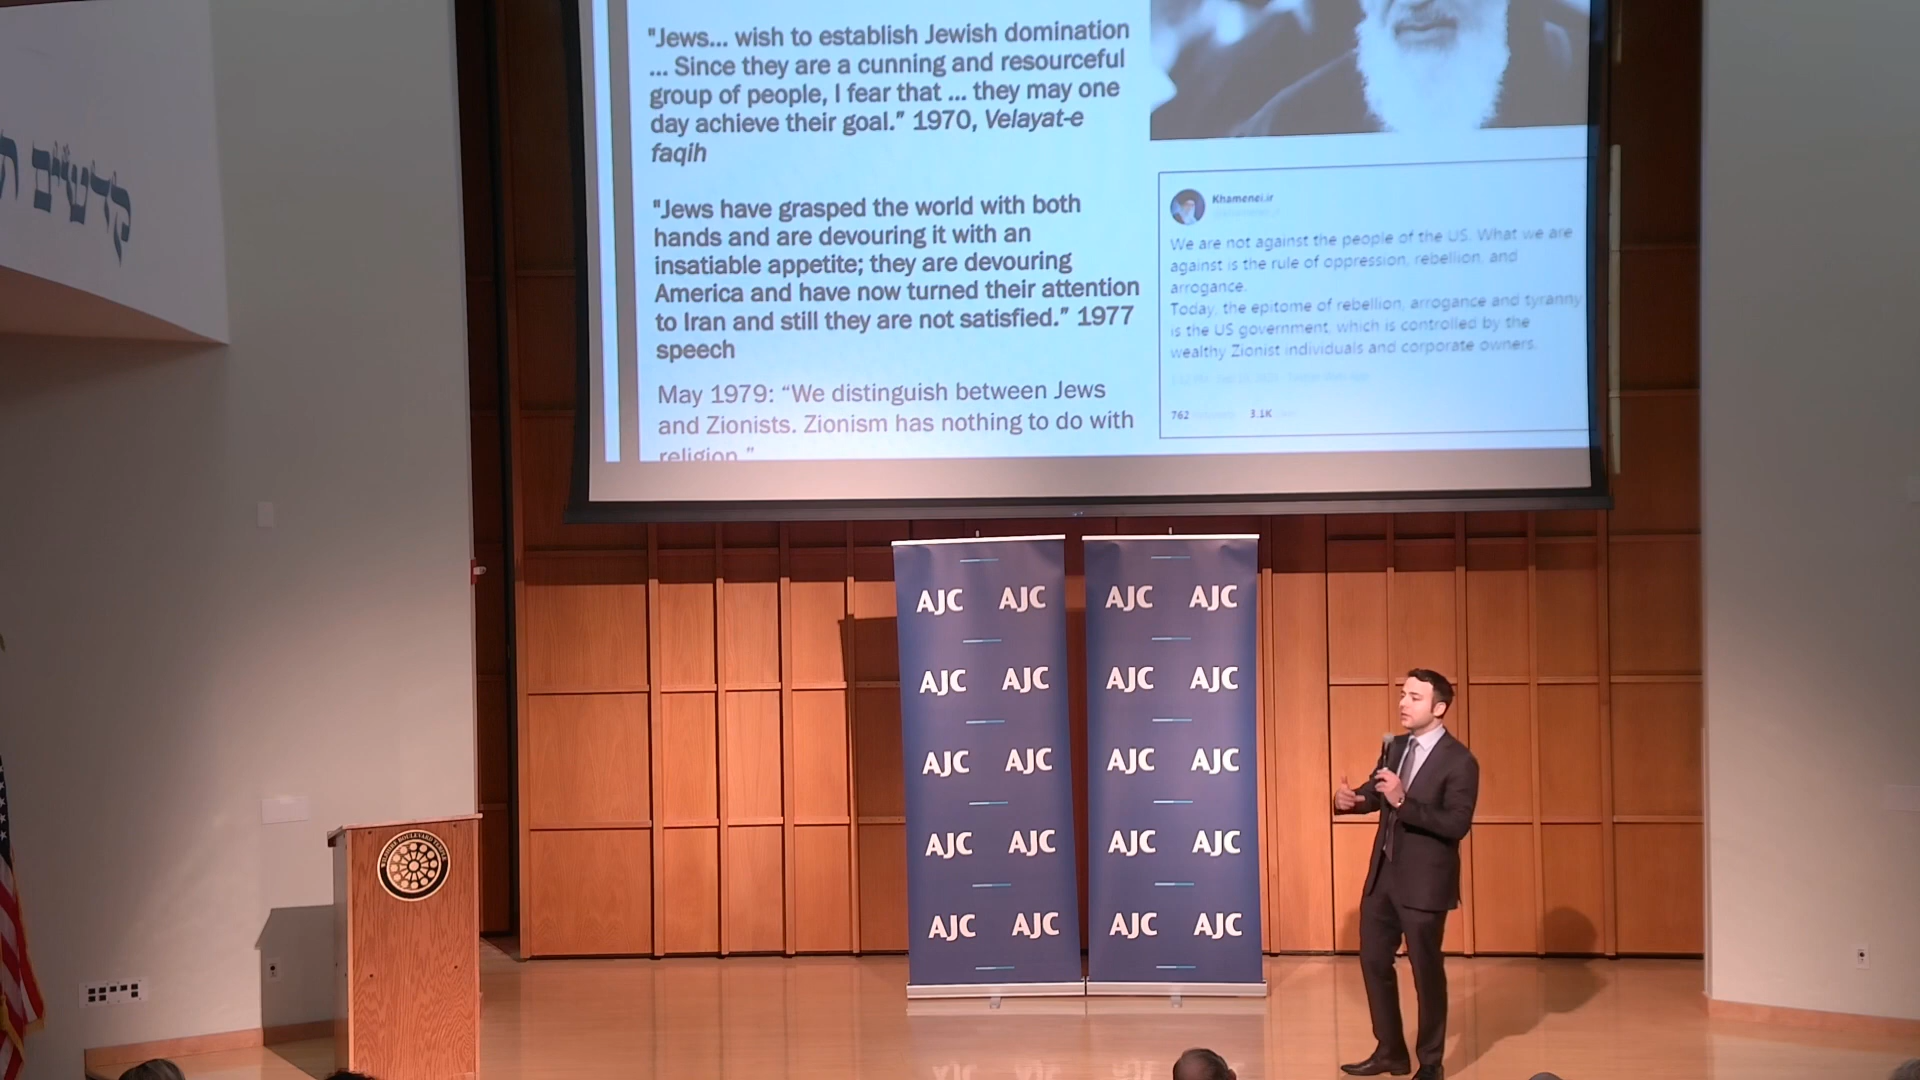 "Jews... wish to establish Jewish domination
... Since they are a cunning and resourceful
group of people, I fear that ... they may one
day achieve their goal.” 1970, Velayat-e
faqih
"Jews have grasped the world with both
hands and are devouring it with an
insatiable appetite; they are devouring
America and have now turned their attention
to Iran and still they are not satisfied.” 1977
speech
May 1979: “We distinguish between Jews
and Zionists. Zionism has nothing to do with
religion.”
Khamenei.ir
We are not against the people of the US. What we are
against is the rule of oppression, rebellion, and
arrogance.
Today, the epitome of rebellion, arrogance and tyranny
is the US government, which is controlled by the
wealthy Zionist individuals and corporate owners.
762 3.1K
קדשים
AJC AJC AJC AJC
AJC AJC AJC AJC
AJC AJC AJC AJC
AJC AJC AJC AJC
AJC AJC AJC AJC
WILSHIRE BOULEVARD TEMPLE